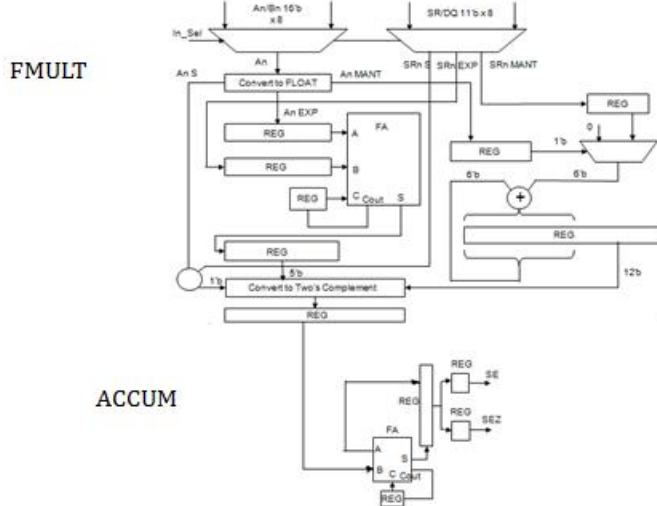 An/Bn 16'b
x 8
SR/DQ 11'b x 8
In_Sel
FMULT
An
An S
Convert to FLOAT
An MANT
SRn S
SRn EXP
SRn MANT
An EXP
REG
FA
A
REG
0
REG
1'b
REG
B
REG
C
Cout
S
6'b
6'b
+
REG
REG
5'b
1'b
Convert to Two's Complement
12'b
REG
ACCUM
REG
SE
REG
REG
SEZ
FA
A
S
B
C
Cout
REG